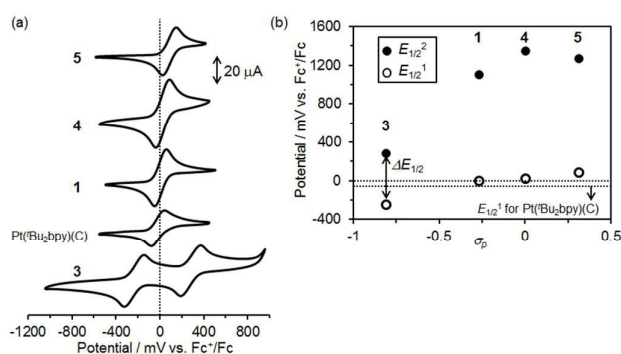 (a)
5
20 μA
4
1
Pt(ᵗBu₂bpy)(C)
3
-1200 -800 -400 0 400 800
Potential / mV vs. Fc⁺/Fc
(b)
Potential / mV vs. Fc⁺/Fc
1600
1200
800
400
0
-400
E₁/₂²
E₁/₂¹
1 4 5
3
ΔE₁/₂
E₁/₂¹ for Pt(ᵗBu₂bpy)(C)
-1 -0.5 0 0.5
σₚ